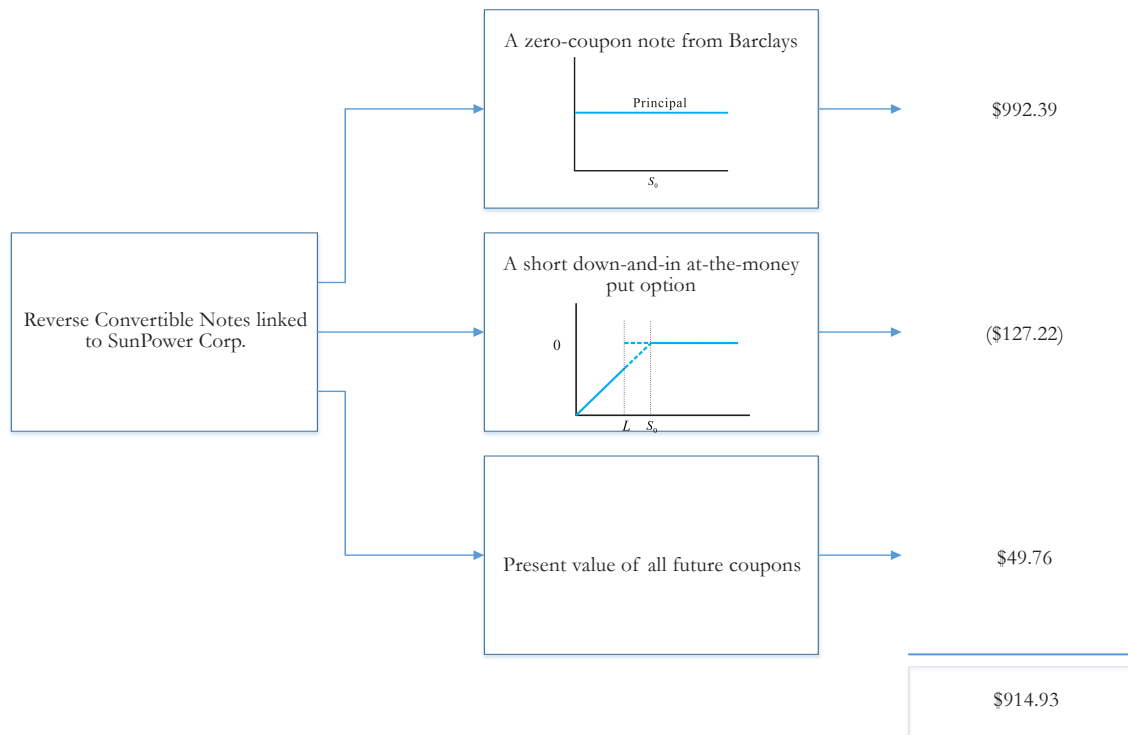 A zero-coupon note from Barclays
Principal
S₀
$992.39
Reverse Convertible Notes linked
to SunPower Corp.
A short down-and-in at-the-money
put option
0
L S₀
($127.22)
Present value of all future coupons
$49.76
$914.93